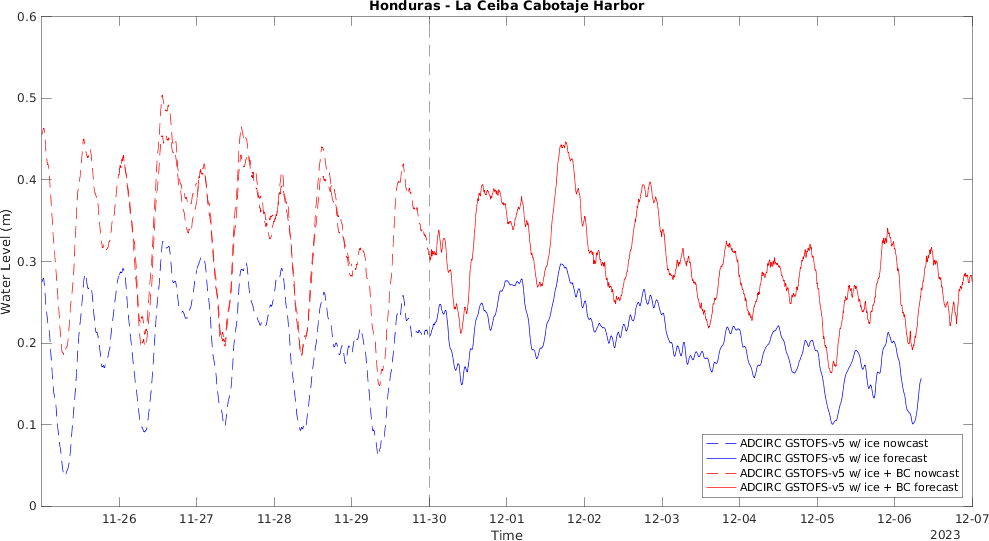 Honduras - La Ceiba Cabotaje Harbor
0.6
0.5
0.4
0.3
0.2
0.1
0
Water Level (m)
11-26 11-27 11-28 11-29 11-30 12-01 12-02 12-03 12-04 12-05 12-06 12-07
Time
2023
ADCIRC GSTOFS-v5 w/ ice nowcast
ADCIRC GSTOFS-v5 w/ ice forecast
ADCIRC GSTOFS-v5 w/ ice + BC nowcast
ADCIRC GSTOFS-v5 w/ ice + BC forecast